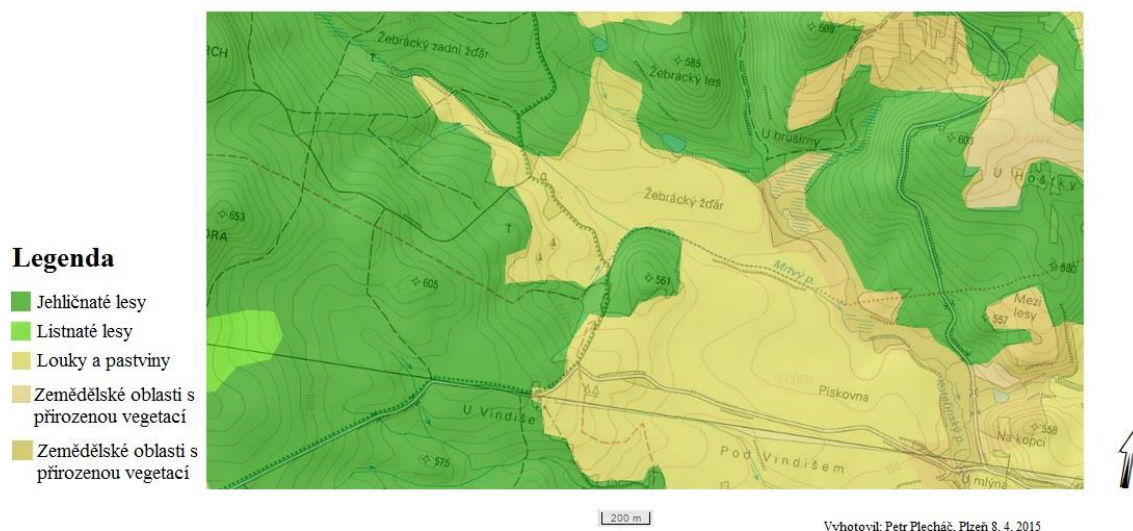 Žebrácký zadní žďár
585
Žebrácký les
608
U brusírny
603
U Hošťky
Žebrácký žďár
653
605
561
Mrtvý p.
580
Mezi
lesy
557
Pískovna
U Vindiše
575
Pod Vindišem
Na kopci
558
U mlýna
Legenda
Jehličnaté lesy
Listnaté lesy
Louky a pastviny
Zemědělské oblasti s
přirozenou vegetací
Zemědělské oblasti s
přirozenou vegetací
200 m
Vyhotovil: Petr Plecháč, Plzeň 8. 4. 2015